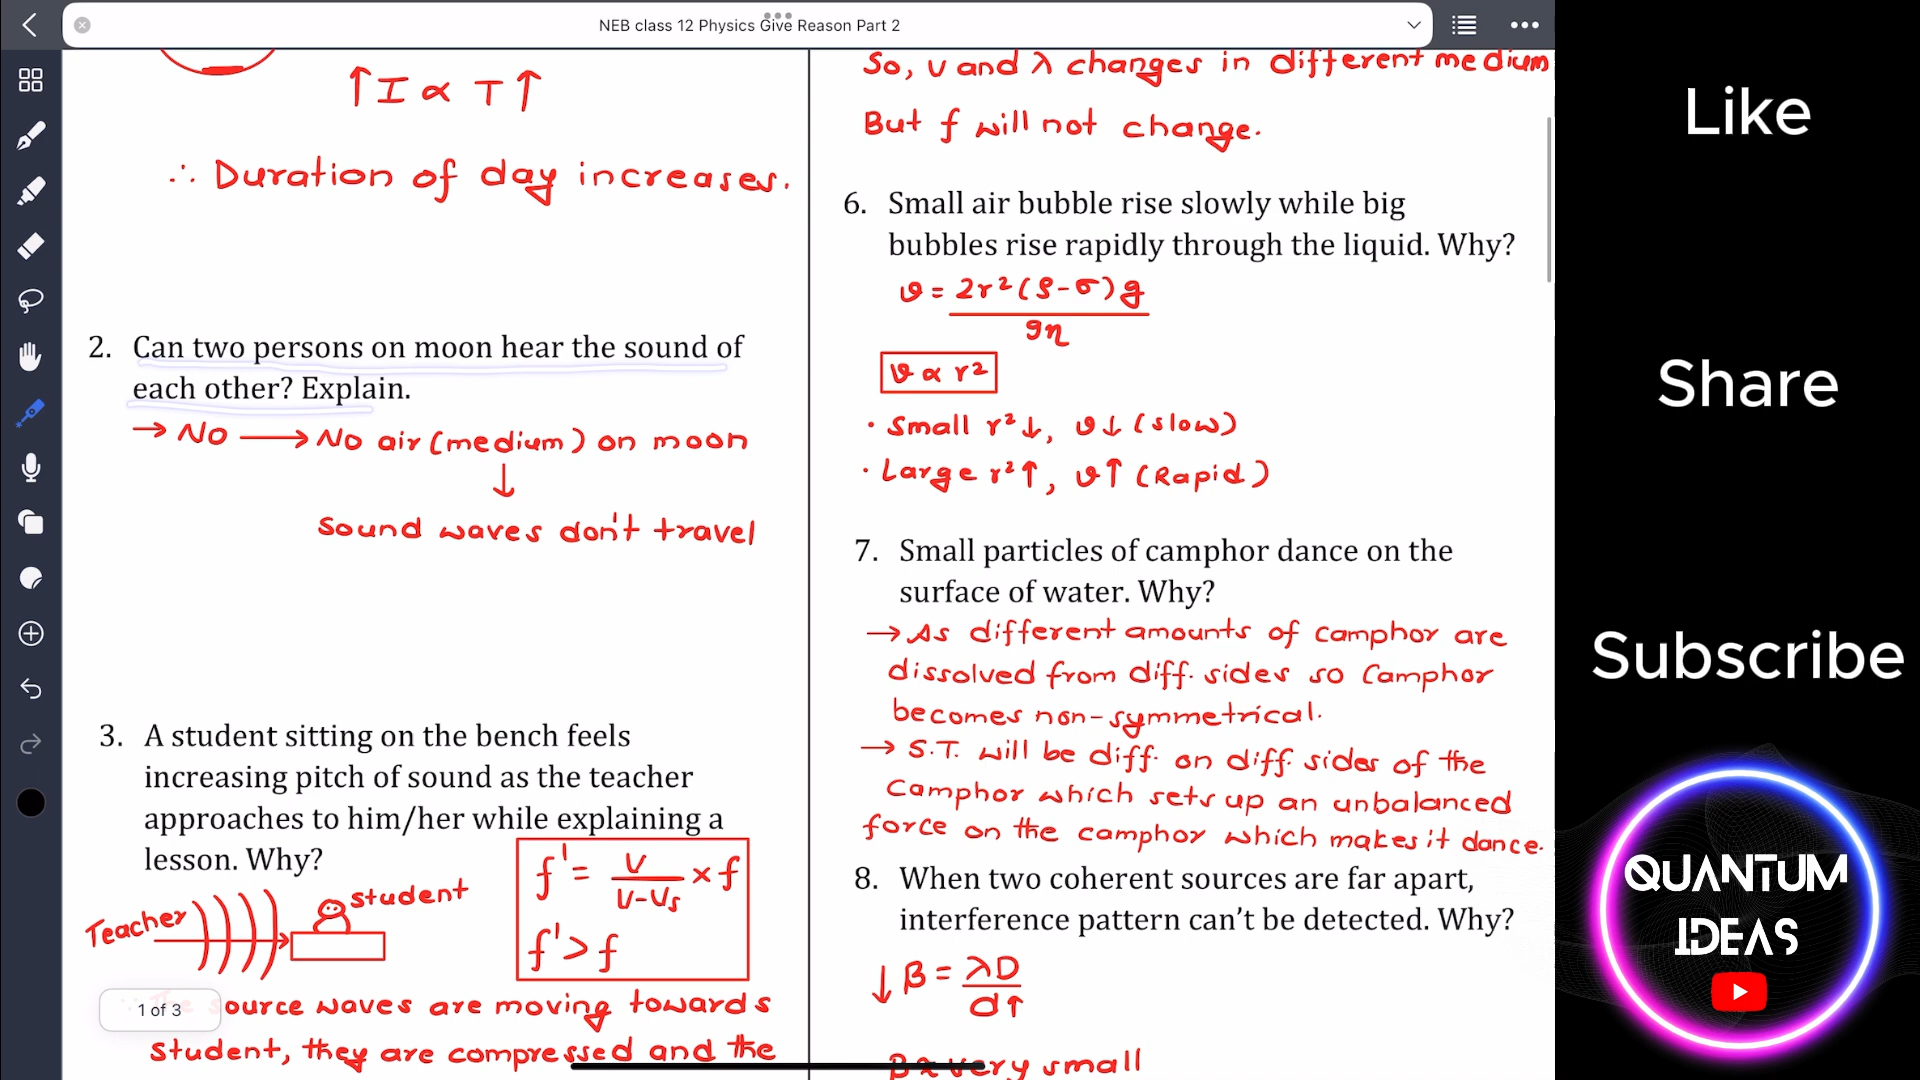 NEB class 12 Physics Give Reason Part 2
↑I ∝ T↑
∴ Duration of day increases.
2. Can two persons on moon hear the sound of
each other? Explain.
→ No ⟶ No air (medium) on moon
↓
Sound waves don't travel
3. A student sitting on the bench feels
increasing pitch of sound as the teacher
approaches to him/her while explaining a
lesson. Why?
Teacher
student
f' = v/(v-vs) × f
f' > f
1 of 3
source waves are moving towards
student, they are compressed and the
So, v and λ changes in different medium
But f will not change.
6. Small air bubble rise slowly while big
bubbles rise rapidly through the liquid. Why?
v = 2r²(ρ-σ)g
9η
v ∝ r²
• Small r²↓, v↓ (slow)
• Large r²↑, v↑ (Rapid)
7. Small particles of camphor dance on the
surface of water. Why?
→ As different amounts of camphor are
dissolved from diff. sides so camphor
becomes non-symmetrical.
→ S.T. will be diff. on diff. sides of the
camphor which sets up an unbalanced
force on the camphor which makes it dance.
8. When two coherent sources are far apart,
interference pattern can't be detected. Why?
↓β = λD
d↑
β ≈ very small
Like
Share
Subscribe
QUANTUM
IDEAS